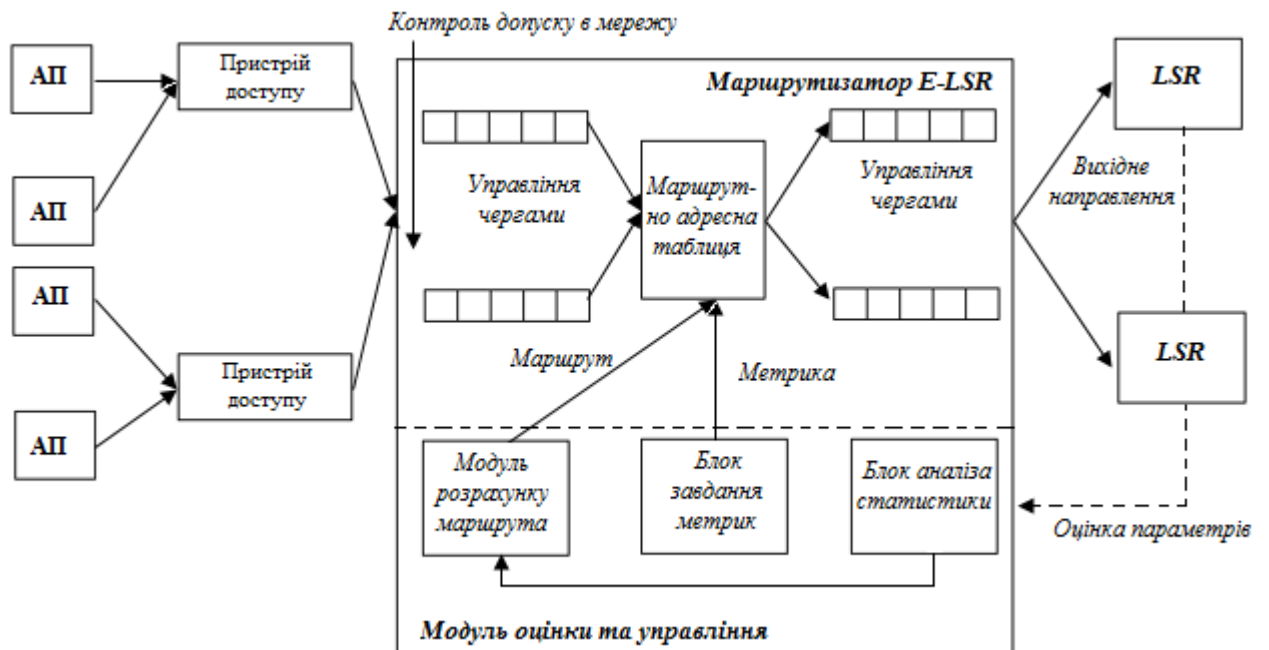 Контроль допуску в мережу
АП
Пристрій
доступу
АП
АП
Пристрій
доступу
АП
Маршрутизатор E-LSR
Управління
чергами
Маршрут-
но адресна
таблиця
Управління
чергами
Маршрут
Метрика
Модуль
розрахунку
маршрута
Блок
завдання
метрик
Блок аналіза
статистики
Модуль оцінки та управління
LSR
Вихідне
направлення
LSR
Оцінка параметрів